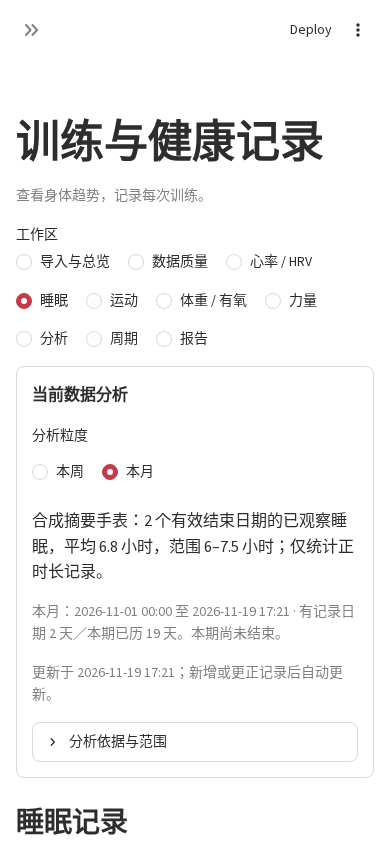 Deploy
训练与健康记录
查看身体趋势，记录每次训练。
工作区
导入与总览 数据质量 心率 / HRV
睡眠 运动 体重 / 有氧 力量
分析 周期 报告
当前数据分析
分析粒度
本周 本月
合成摘要手表：2 个有效结束日期的已观察睡
眠，平均 6.8 小时，范围 6–7.5 小时；仅统计正
时长记录。
本月：2026-11-01 00:00 至 2026-11-19 17:21 · 有记录日
期 2 天／本期已历 19 天。本期尚未结束。
更新于 2026-11-19 17:21；新增或更正记录后自动更
新。
分析依据与范围
睡眠记录